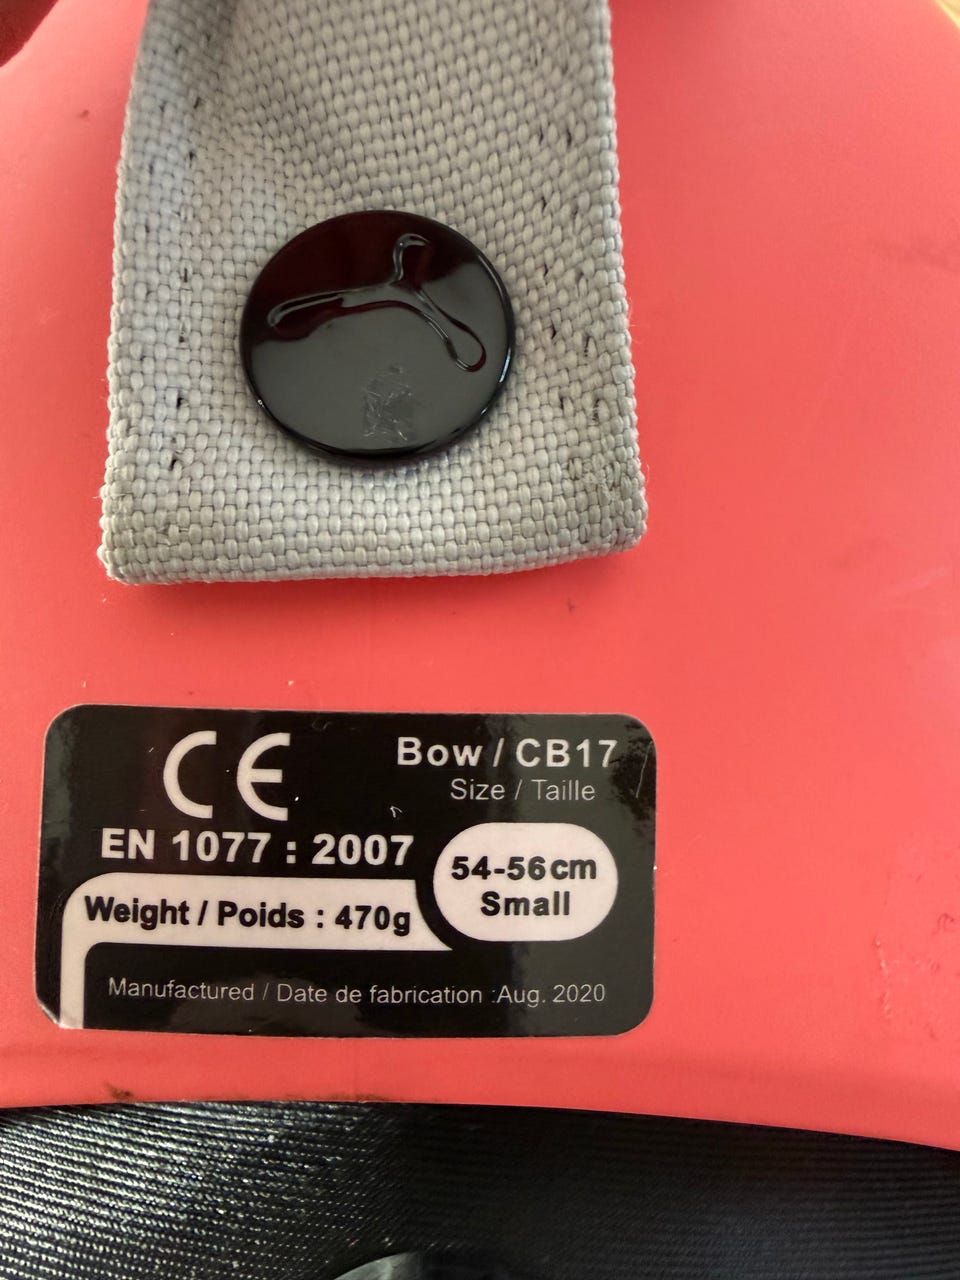 CE
Bow / CB17
Size / Taille
EN 1077 : 2007
54-56cm
Small
Weight / Poids : 470g
Manufactured / Date de fabrication :Aug. 2020